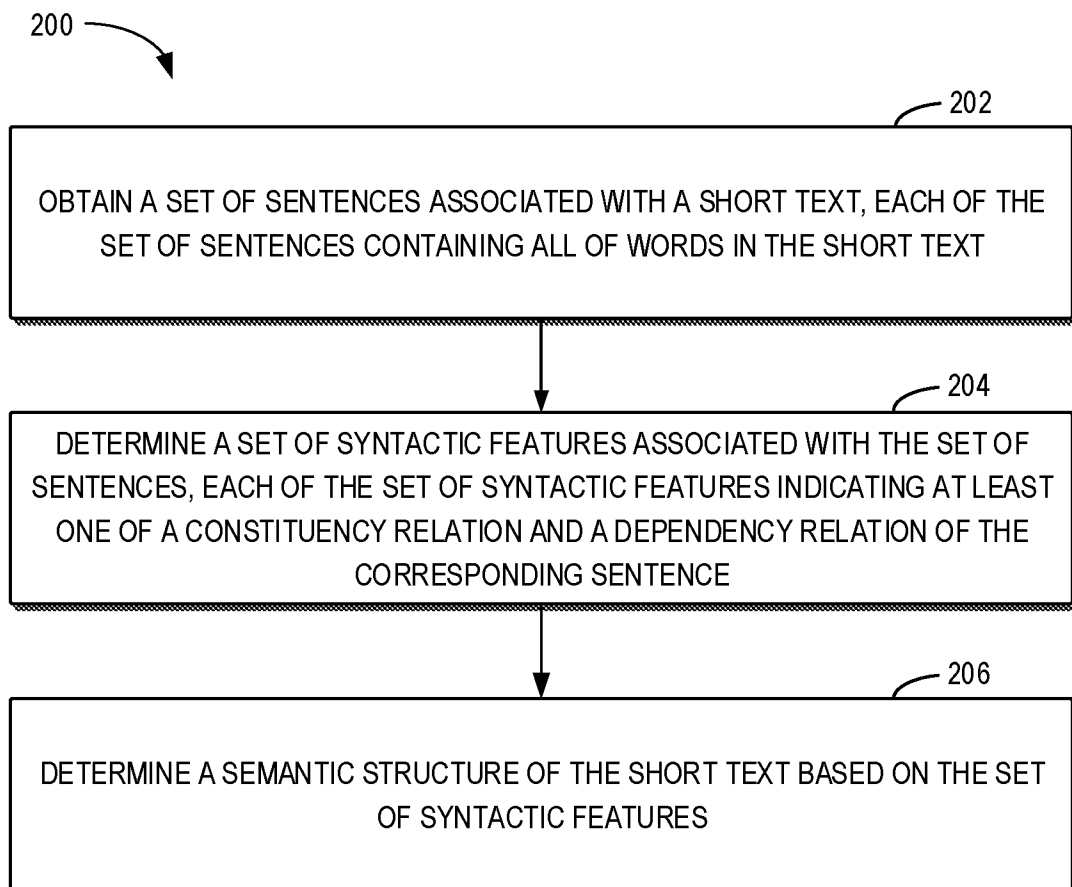 200
202
OBTAIN A SET OF SENTENCES ASSOCIATED WITH A SHORT TEXT, EACH OF THE
SET OF SENTENCES CONTAINING ALL OF WORDS IN THE SHORT TEXT
204
DETERMINE A SET OF SYNTACTIC FEATURES ASSOCIATED WITH THE SET OF
SENTENCES, EACH OF THE SET OF SYNTACTIC FEATURES INDICATING AT LEAST
ONE OF A CONSTITUENCY RELATION AND A DEPENDENCY RELATION OF THE
CORRESPONDING SENTENCE
206
DETERMINE A SEMANTIC STRUCTURE OF THE SHORT TEXT BASED ON THE SET
OF SYNTACTIC FEATURES